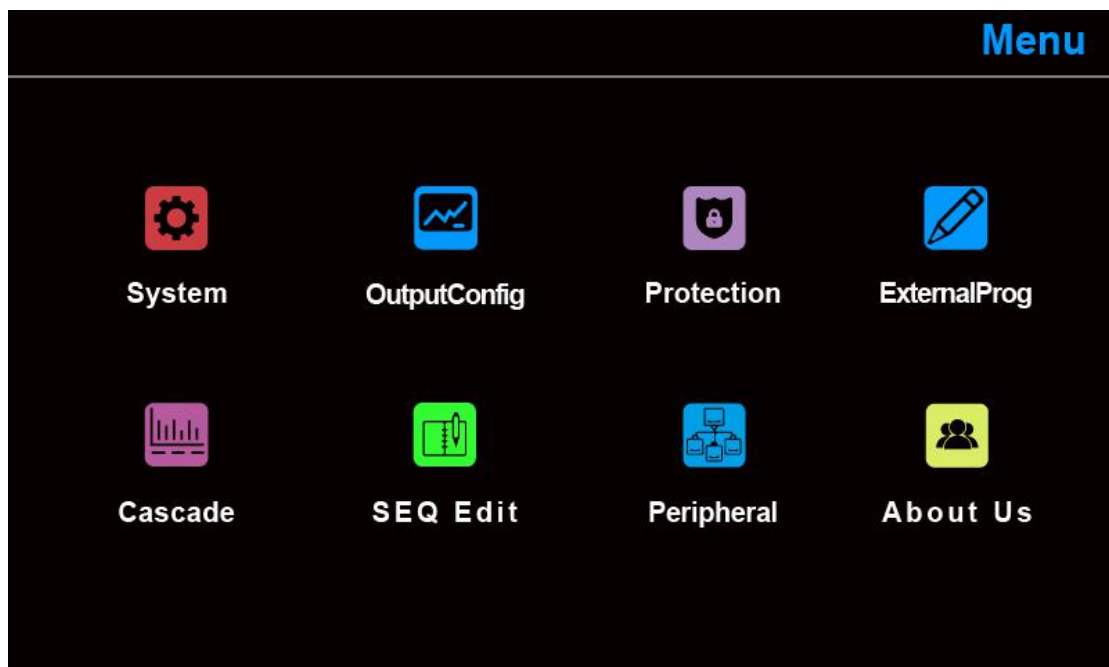 Menu
System
OutputConfig
Protection
ExternalProg
Cascade
SEQ Edit
Peripheral
About Us